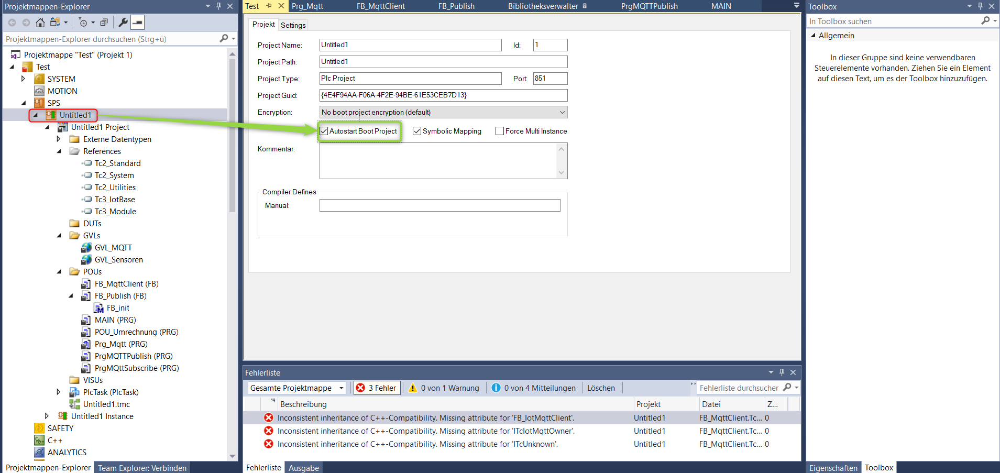 Projektmappen-Explorer
Projektmappen-Explorer durchsuchen (Strg+ü)
Projektmappe "Test" (Projekt 1)
Test
SYSTEM
MOTION
SPS
Untitled1
Untitled1 Project
Externe Datentypen
References
Tc2_Standard
Tc2_System
Tc2_Utilities
Tc3_IotBase
Tc3_Module
DUTs
GVLs
GVL_MQTT
GVL_Sensoren
POUs
FB_MqttClient (FB)
FB_Publish (FB)
FB_init
MAIN (PRG)
POU_Umrechnung (PRG)
Prg_Mqtt (PRG)
PrgMQTTPublish (PRG)
PrgMQttSubscribe (PRG)
VISUs
PlcTask (PlcTask)
Untitled1.tmc
Untitled1 Instance
SAFETY
C++
ANALYTICS
Projektmappen-Explorer Team Explorer: Verbinden
Test Prg_Mqtt FB_MqttClient FB_Publish Bibliotheksverwalter PrgMQTTPublish MAIN
Projekt Settings
Project Name: Untitled1 Id: 1
Project Path: Untitled1
Project Type: Plc Project Port: 851
Project Guid: {4E4F94AA-F06A-4F2E-94BE-61E53CEB7D13}
Encryption: No boot project encryption (default)
Autostart Boot Project Symbolic Mapping Force Multi Instance
Kommentar:
Compiler Defines
Manual:
Fehlerliste
Gesamte Projektmappe 3 Fehler 0 von 1 Warnung 0 von 4 Mitteilungen Löschen Fehlerliste durchsucher
Beschreibung Projekt Datei Z...
Inconsistent inheritance of C++-Compatibility. Missing attribute for 'FB_IotMqttClient'. Untitled1 FB_MqttClient.Tc... 0
Inconsistent inheritance of C++-Compatibility. Missing attribute for 'ITcIotMqttOwner'. Untitled1 FB_MqttClient.Tc... 0
Inconsistent inheritance of C++-Compatibility. Missing attribute for 'ITcUnknown'. Untitled1 FB_MqttClient.Tc... 0
Fehlerliste Ausgabe
Toolbox
In Toolbox suchen
Allgemein
In dieser Gruppe sind keine verwendbaren
Steuerelemente vorhanden. Ziehen Sie ein Element
auf diesen Text, um es der Toolbox hinzuzufügen.
Eigenschaften Toolbox